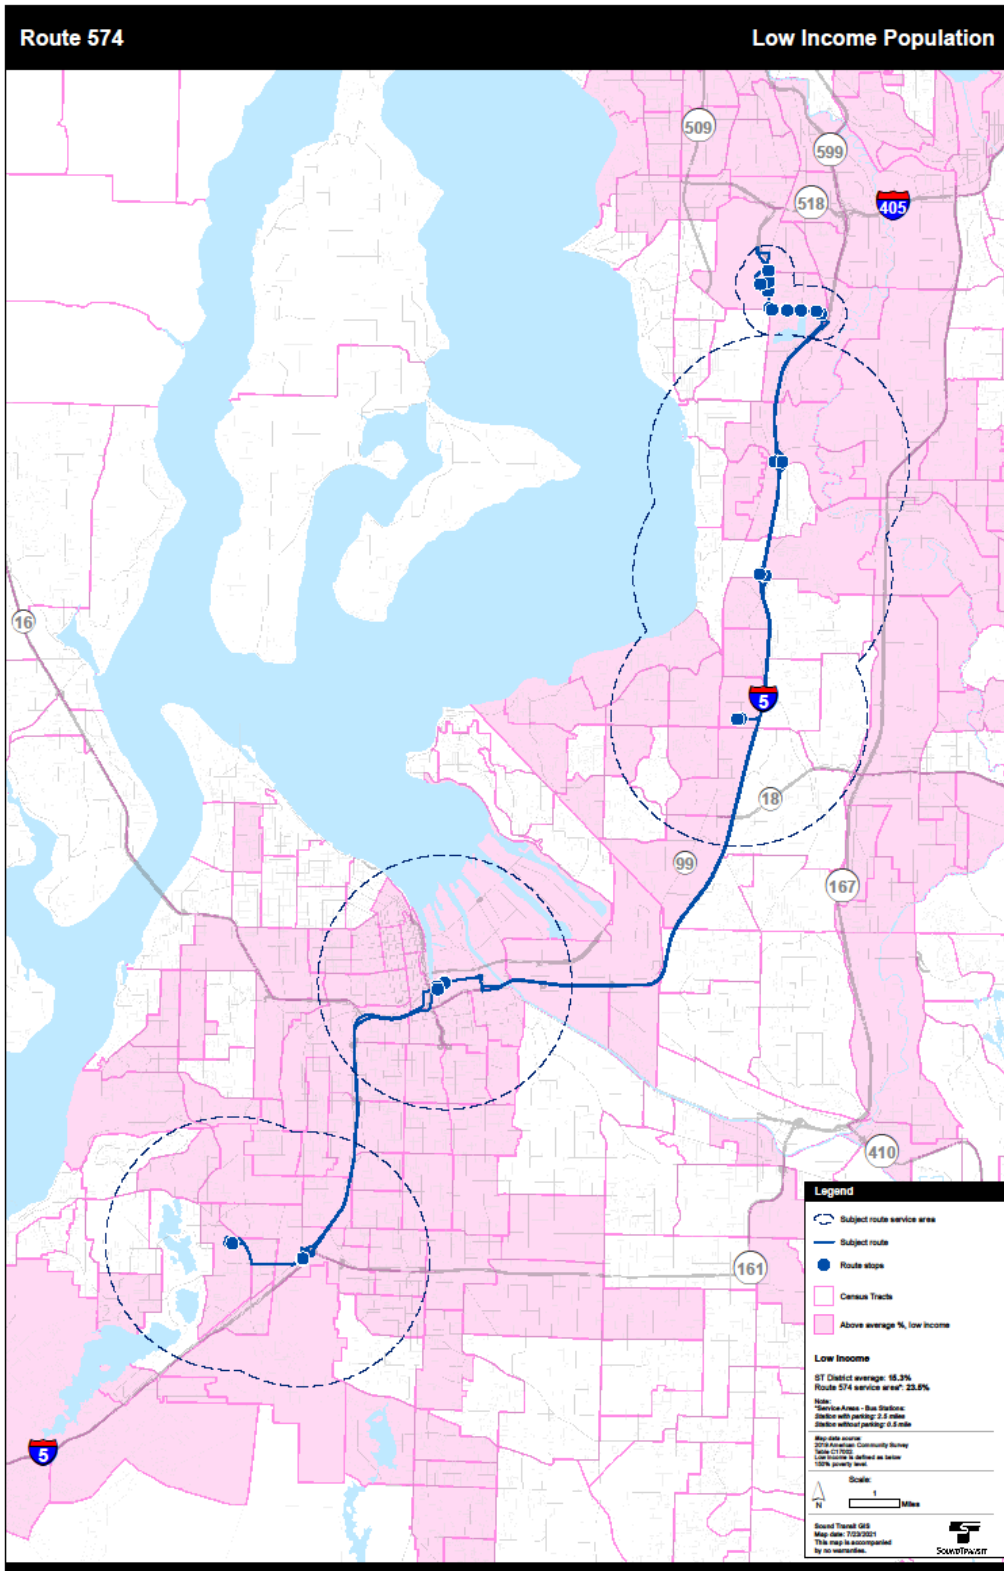 Route 574
Low Income Population
509
599
518
405
16
5
18
99
167
410
161
5
Legend
Subject route service area
Subject route
Route stops
Census Tracts
Above average %, low income
Low Income
ST District average: 15.3%
Route 574 service area*: 23.5%
Note:
*Service Areas - Bus Stations:
Station with parking: 2.5 miles
Station without parking: 0.5 mile
Map data source:
2019 American Community Survey
Table C17002
Low income is defined as below
150% poverty level.
Scale:
1
Miles
N
Sound Transit GIS
Map date: 7/23/2021
This map is accompanied
by no warranties.
SOUNDTRANSIT